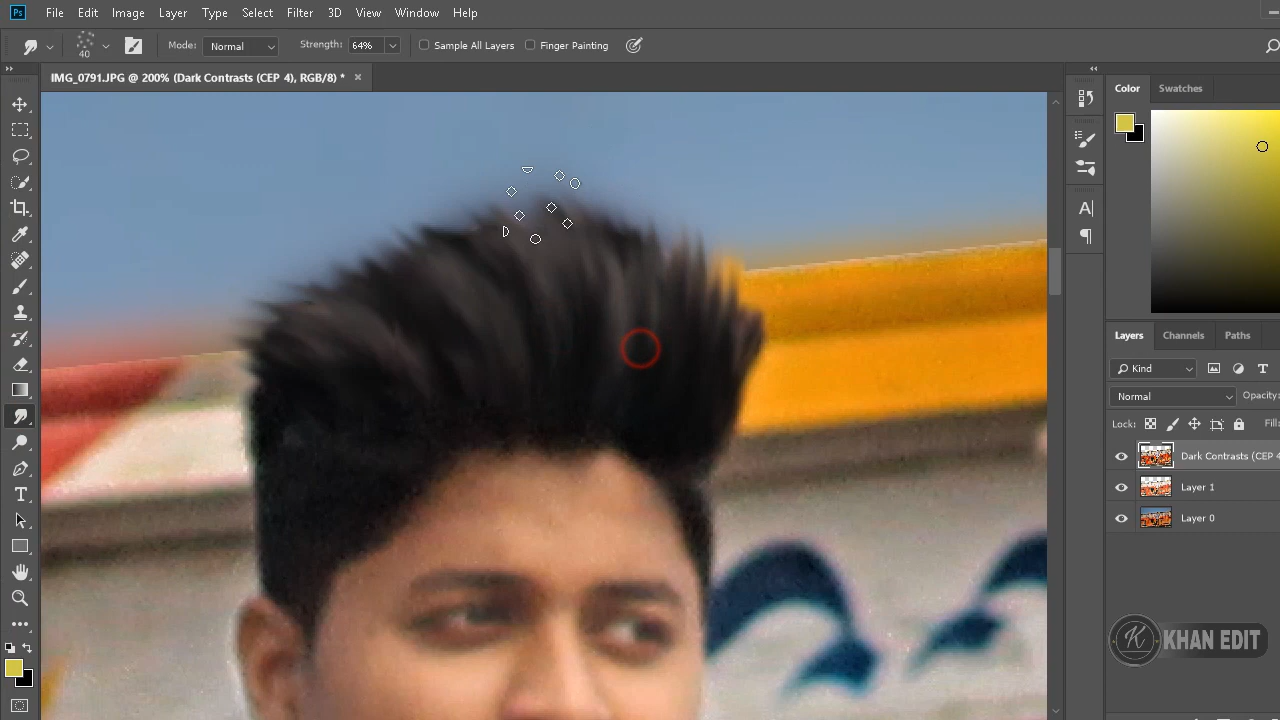 Ps File Edit Image Layer Type Select Filter 3D View Window Help
40 Mode: Normal Strength: 64% Sample All Layers Finger Painting
IMG_0791.JPG @ 200% (Dark Contrasts (CEP 4), RGB/8) * ×
Color Swatches
Layers Channels Paths
Kind
Normal Opacity:
Lock: Fill:
Dark Contrasts (CEP 4
Layer 1
Layer 0
K KHAN EDIT